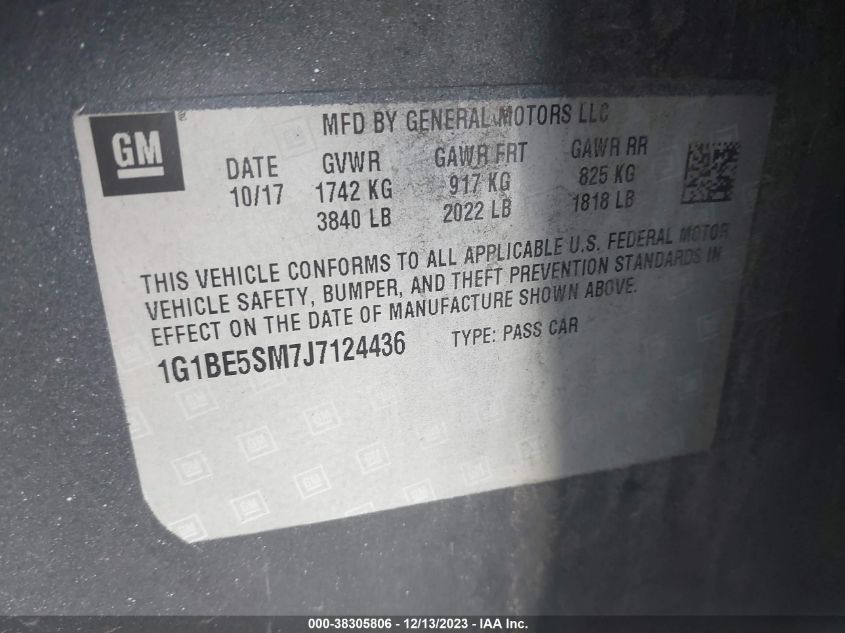 GM
MFD BY GENERAL MOTORS LLC
DATE GVWR GAWR FRT GAWR RR
10/17 1742 KG 917 KG 825 KG
3840 LB 2022 LB 1818 LB
THIS VEHICLE CONFORMS TO ALL APPLICABLE U.S. FEDERAL MOTOR
VEHICLE SAFETY, BUMPER, AND THEFT PREVENTION STANDARDS IN
EFFECT ON THE DATE OF MANUFACTURE SHOWN ABOVE.
1G1BE5SM7J7124436 TYPE: PASS CAR
000-38305806 - 12/13/2023 - IAA Inc.